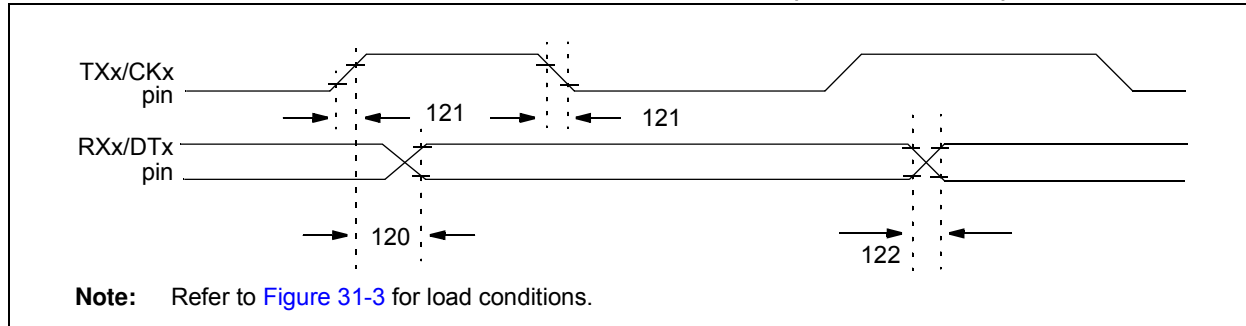 TXx/CKx
pin
121
121
RXx/DTx
pin
120
122
Note: Refer to Figure 31-3 for load conditions.